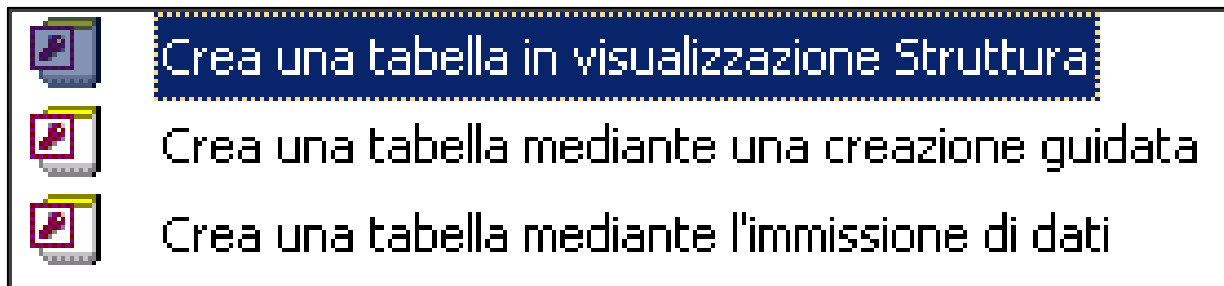 Crea una tabella in visualizzazione Struttura
Crea una tabella mediante una creazione guidata
Crea una tabella mediante l'immissione di dati